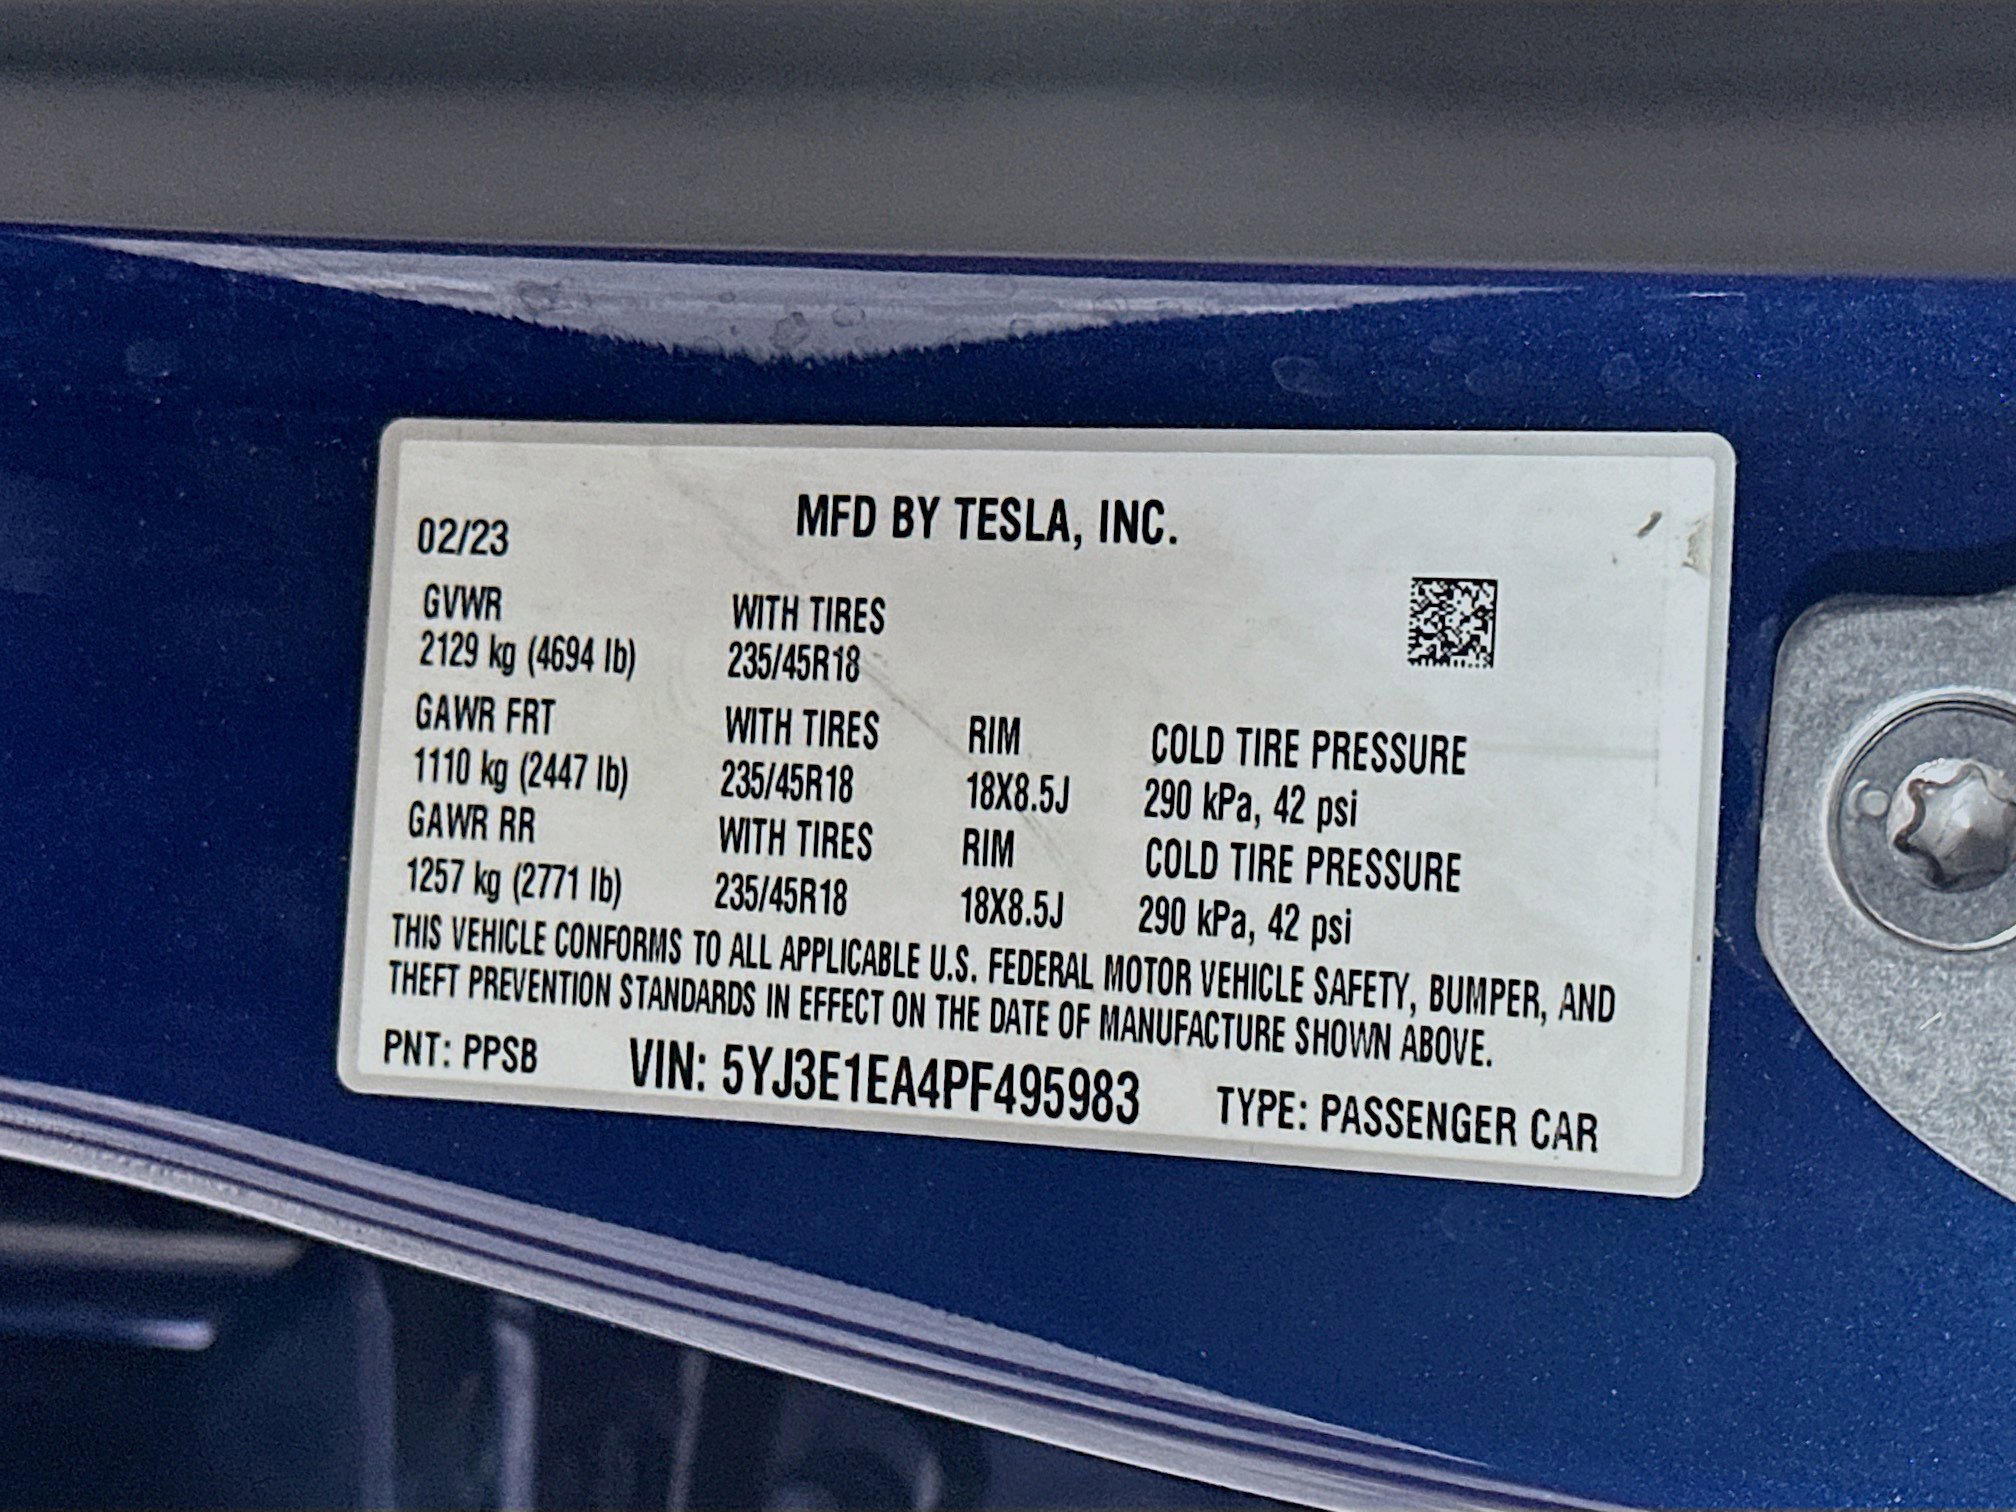 MFD BY TESLA, INC.
02/23
GVWR WITH TIRES
2129 kg (4694 lb) 235/45R18
GAWR FRT WITH TIRES RIM COLD TIRE PRESSURE
1110 kg (2447 lb) 235/45R18 18X8.5J 290 kPa, 42 psi
GAWR RR WITH TIRES RIM COLD TIRE PRESSURE
1257 kg (2771 lb) 235/45R18 18X8.5J 290 kPa, 42 psi
THIS VEHICLE CONFORMS TO ALL APPLICABLE U.S. FEDERAL MOTOR VEHICLE SAFETY, BUMPER, AND
THEFT PREVENTION STANDARDS IN EFFECT ON THE DATE OF MANUFACTURE SHOWN ABOVE.
PNT: PPSB VIN: 5YJ3E1EA4PF495983 TYPE: PASSENGER CAR